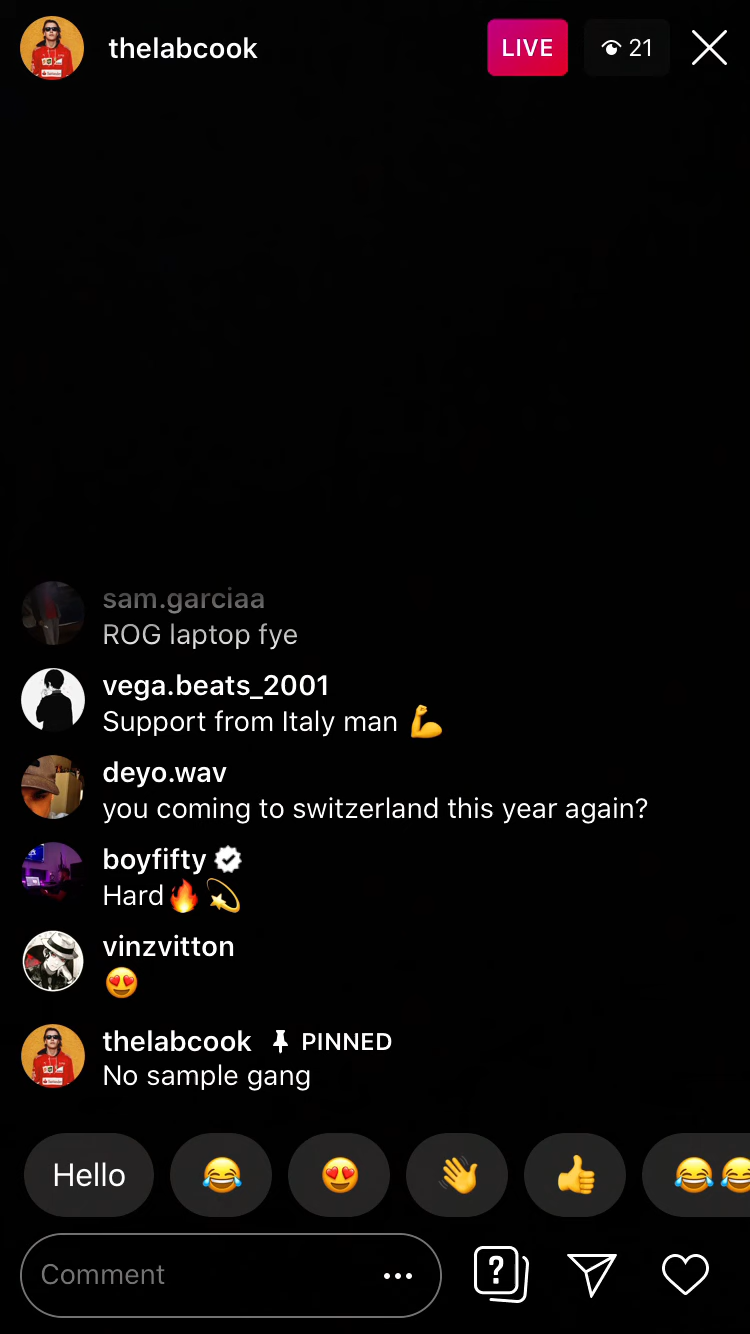 thelabcook
LIVE
21
sam.garciaa
ROG laptop fye
vega.beats_2001
Support from Italy man 💪
deyo.wav
you coming to switzerland this year again?
boyfifty
Hard🔥💫
vinzvitton
😍
thelabcook PINNED
No sample gang
Hello 😂 😍 👋 👍 😂😂
Comment